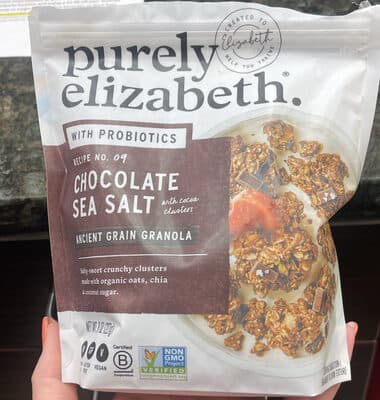 CREATED TO
Elizabeth
HELP YOU THRIVE
purely
elizabeth.®
WITH PROBIOTICS
RECIPE NO. 09
CHOCOLATE
SEA SALT with cocoa
clusters
ANCIENT GRAIN GRANOLA
Salty-sweet crunchy clusters
made with organic oats, chia
& coconut sugar.
NET WT
VEGAN
Certified
B
Corporation
NON
GMO
Project
VERIFIED